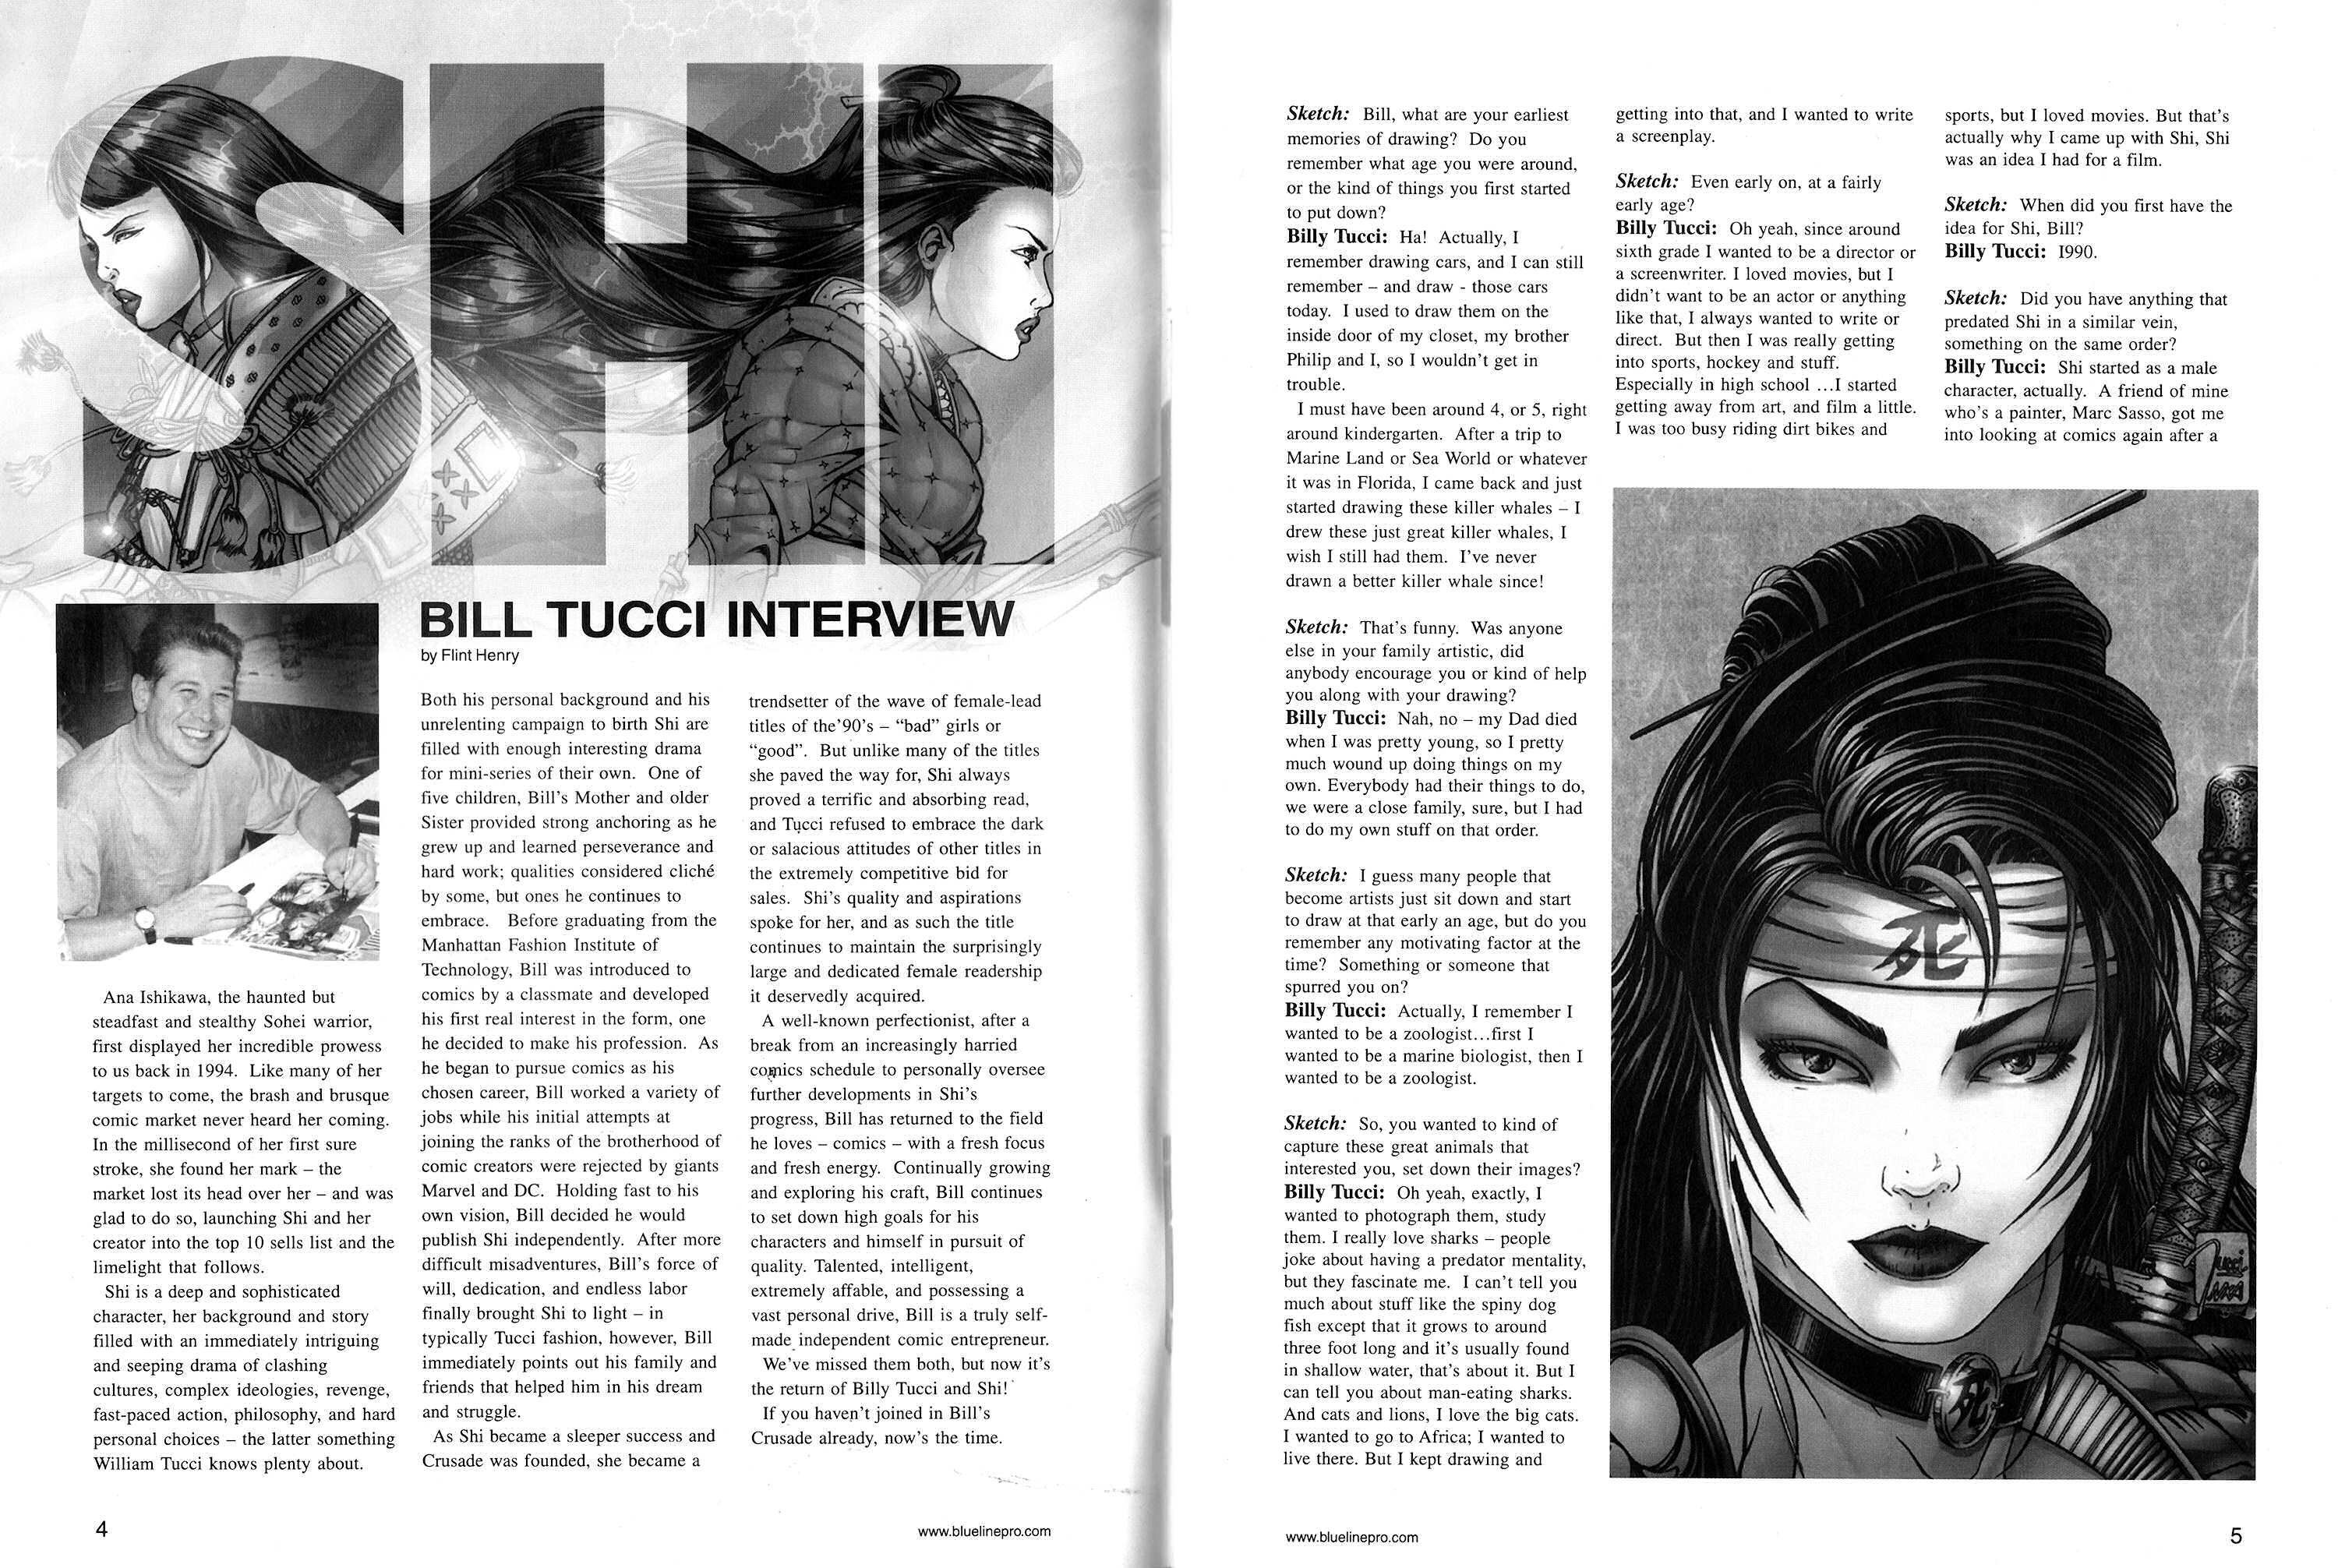 SHI
BILL TUCCI INTERVIEW
by Flint Henry
Ana Ishikawa, the haunted but
steadfast and stealthy Sohei warrior,
first displayed her incredible prowess
to us back in 1994.  Like many of her
targets to come, the brash and brusque
comic market never heard her coming.
In the millisecond of her first sure
stroke, she found her mark – the
market lost its head over her – and was
glad to do so, launching Shi and her
creator into the top 10 sells list and the
limelight that follows.
Shi is a deep and sophisticated
character, her background and story
filled with an immediately intriguing
and seeping drama of clashing
cultures, complex ideologies, revenge,
fast-paced action, philosophy, and hard
personal choices – the latter something
William Tucci knows plenty about.
Both his personal background and his
unrelenting campaign to birth Shi are
filled with enough interesting drama
for mini-series of their own.  One of
five children, Bill's Mother and older
Sister provided strong anchoring as he
grew up and learned perseverance and
hard work; qualities considered cliché
by some, but ones he continues to
embrace.   Before graduating from the
Manhattan Fashion Institute of
Technology, Bill was introduced to
comics by a classmate and developed
his first real interest in the form, one
he decided to make his profession.  As
he began to pursue comics as his
chosen career, Bill worked a variety of
jobs while his initial attempts at
joining the ranks of the brotherhood of
comic creators were rejected by giants
Marvel and DC.  Holding fast to his
own vision, Bill decided he would
publish Shi independently.  After more
difficult misadventures, Bill's force of
will, dedication, and endless labor
finally brought Shi to light – in
typically Tucci fashion, however, Bill
immediately points out his family and
friends that helped him in his dream
and struggle.
As Shi became a sleeper success and
Crusade was founded, she became a
trendsetter of the wave of female-lead
titles of the'90's – “bad” girls or
“good”.  But unlike many of the titles
she paved the way for, Shi always
proved a terrific and absorbing read,
and Tucci refused to embrace the dark
or salacious attitudes of other titles in
the extremely competitive bid for
sales.  Shi's quality and aspirations
spoke for her, and as such the title
continues to maintain the surprisingly
large and dedicated female readership
it deservedly acquired.
A well-known perfectionist, after a
break from an increasingly harried
comics schedule to personally oversee
further developments in Shi's
progress, Bill has returned to the field
he loves – comics – with a fresh focus
and fresh energy.  Continually growing
and exploring his craft, Bill continues
to set down high goals for his
characters and himself in pursuit of
quality. Talented, intelligent,
extremely affable, and possessing a
vast personal drive, Bill is a truly self-
made independent comic entrepreneur.
We've missed them both, but now it's
the return of Billy Tucci and Shi!
If you haven't joined in Bill's
Crusade already, now's the time.
4
www.bluelinepro.com
Sketch:  Bill, what are your earliest
memories of drawing?  Do you
remember what age you were around,
or the kind of things you first started
to put down?
Billy Tucci:  Ha!  Actually, I
remember drawing cars, and I can still
remember – and draw - those cars
today.  I used to draw them on the
inside door of my closet, my brother
Philip and I, so I wouldn't get in
trouble.
I must have been around 4, or 5, right
around kindergarten.  After a trip to
Marine Land or Sea World or whatever
it was in Florida, I came back and just
started drawing these killer whales – I
drew these just great killer whales, I
wish I still had them.  I've never
drawn a better killer whale since!
Sketch:  That's funny.  Was anyone
else in your family artistic, did
anybody encourage you or kind of help
you along with your drawing?
Billy Tucci:  Nah, no – my Dad died
when I was pretty young, so I pretty
much wound up doing things on my
own. Everybody had their things to do,
we were a close family, sure, but I had
to do my own stuff on that order.
Sketch:  I guess many people that
become artists just sit down and start
to draw at that early an age, but do you
remember any motivating factor at the
time?  Something or someone that
spurred you on?
Billy Tucci:  Actually, I remember I
wanted to be a zoologist…first I
wanted to be a marine biologist, then I
wanted to be a zoologist.
Sketch:  So, you wanted to kind of
capture these great animals that
interested you, set down their images?
Billy Tucci:  Oh yeah, exactly, I
wanted to photograph them, study
them. I really love sharks – people
joke about having a predator mentality,
but they fascinate me.  I can't tell you
much about stuff like the spiny dog
fish except that it grows to around
three foot long and it's usually found
in shallow water, that's about it. But I
can tell you about man-eating sharks.
And cats and lions, I love the big cats.
I wanted to go to Africa; I wanted to
live there. But I kept drawing and
getting into that, and I wanted to write
a screenplay.
Sketch:  Even early on, at a fairly
early age?
Billy Tucci:  Oh yeah, since around
sixth grade I wanted to be a director or
a screenwriter. I loved movies, but I
didn't want to be an actor or anything
like that, I always wanted to write or
direct.  But then I was really getting
into sports, hockey and stuff.
Especially in high school …I started
getting away from art, and film a little.
I was too busy riding dirt bikes and
sports, but I loved movies. But that's
actually why I came up with Shi, Shi
was an idea I had for a film.
Sketch:  When did you first have the
idea for Shi, Bill?
Billy Tucci:  I990.
Sketch:  Did you have anything that
predated Shi in a similar vein,
something on the same order?
Billy Tucci:  Shi started as a male
character, actually.  A friend of mine
who's a painter, Marc Sasso, got me
into looking at comics again after a
死
死
Tucci
www.bluelinepro.com
5